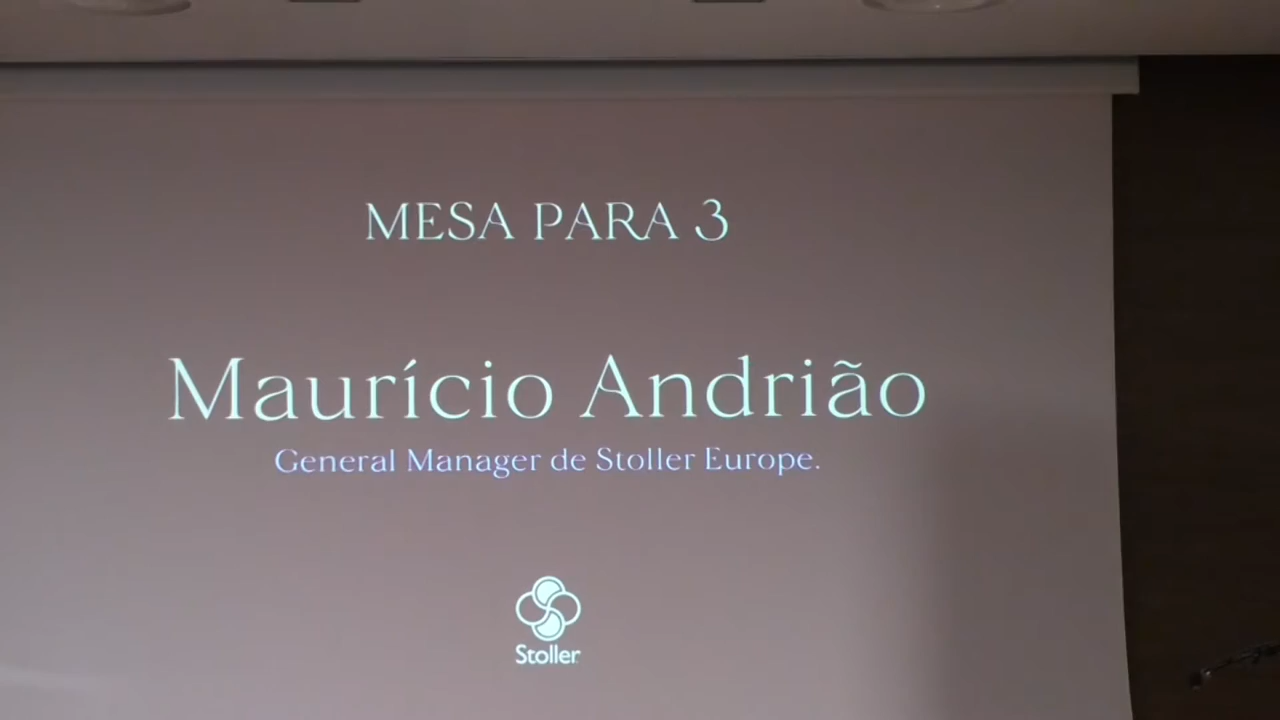 MESA PARA 3
Maurício Andrião
General Manager de Stoller Europe.
Stoller